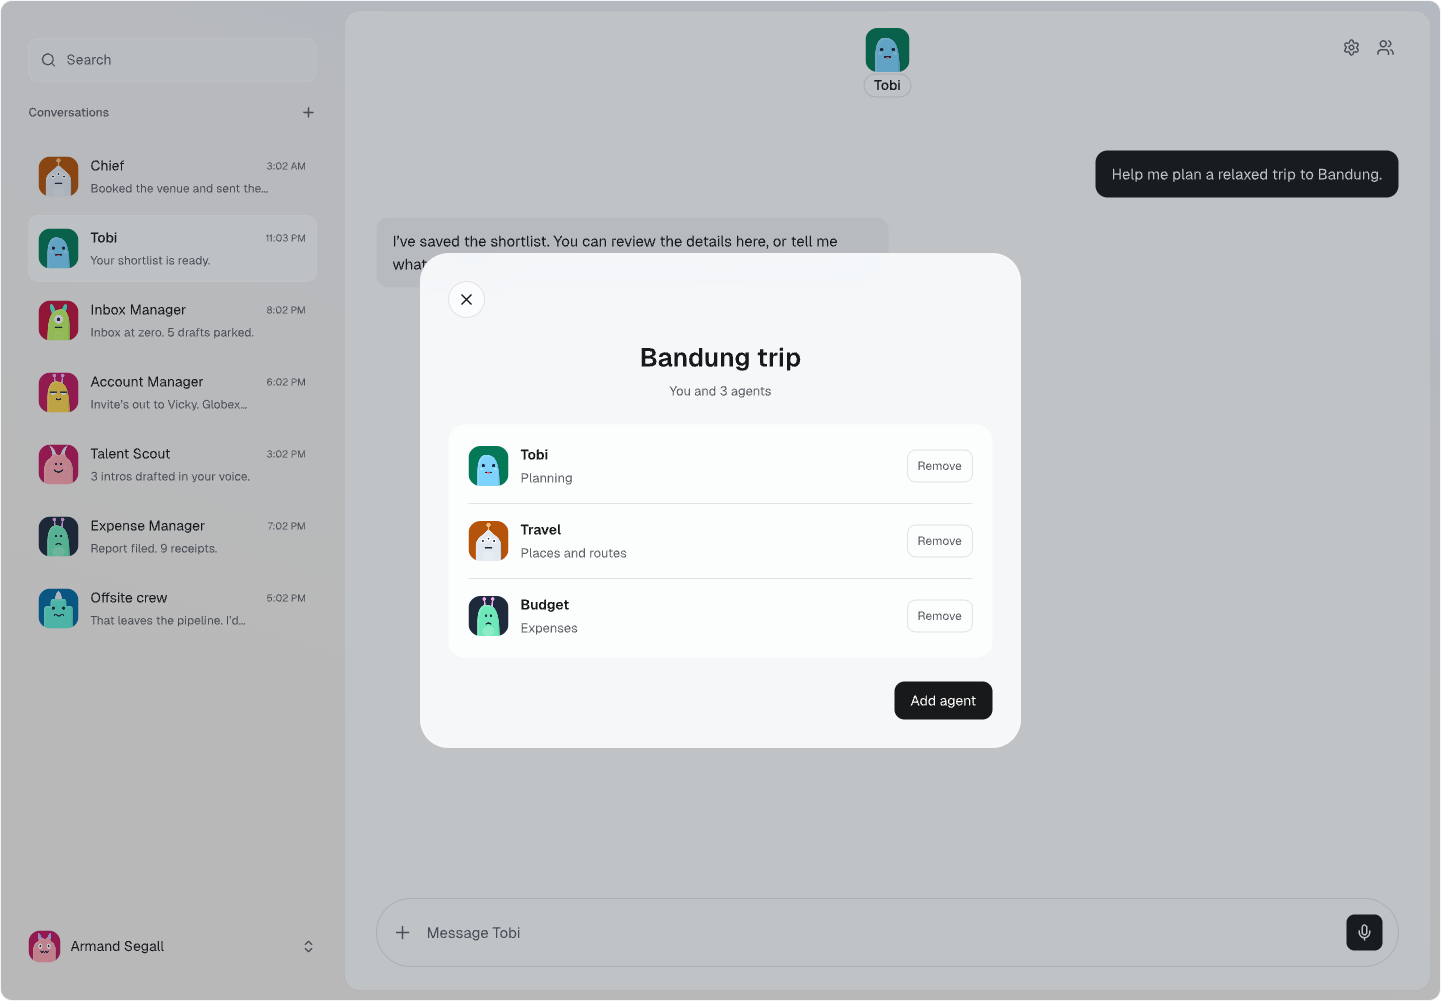 Search
Conversations
Chief
3:02 AM
Booked the venue and sent the...
Tobi
11:03 PM
Your shortlist is ready.
Inbox Manager
8:02 PM
Inbox at zero. 5 drafts parked.
Account Manager
6:02 PM
Invite's out to Vicky. Globex...
Talent Scout
3:02 PM
3 intros drafted in your voice.
Expense Manager
7:02 PM
Report filed. 9 receipts.
Offsite crew
5:02 PM
That leaves the pipeline. I'd...
Armand Segall
Tobi
Help me plan a relaxed trip to Bandung.
I've saved the shortlist. You can review the details here, or tell me
what
Bandung trip
You and 3 agents
Tobi
Planning
Remove
Travel
Places and routes
Remove
Budget
Expenses
Remove
Add agent
Message Tobi